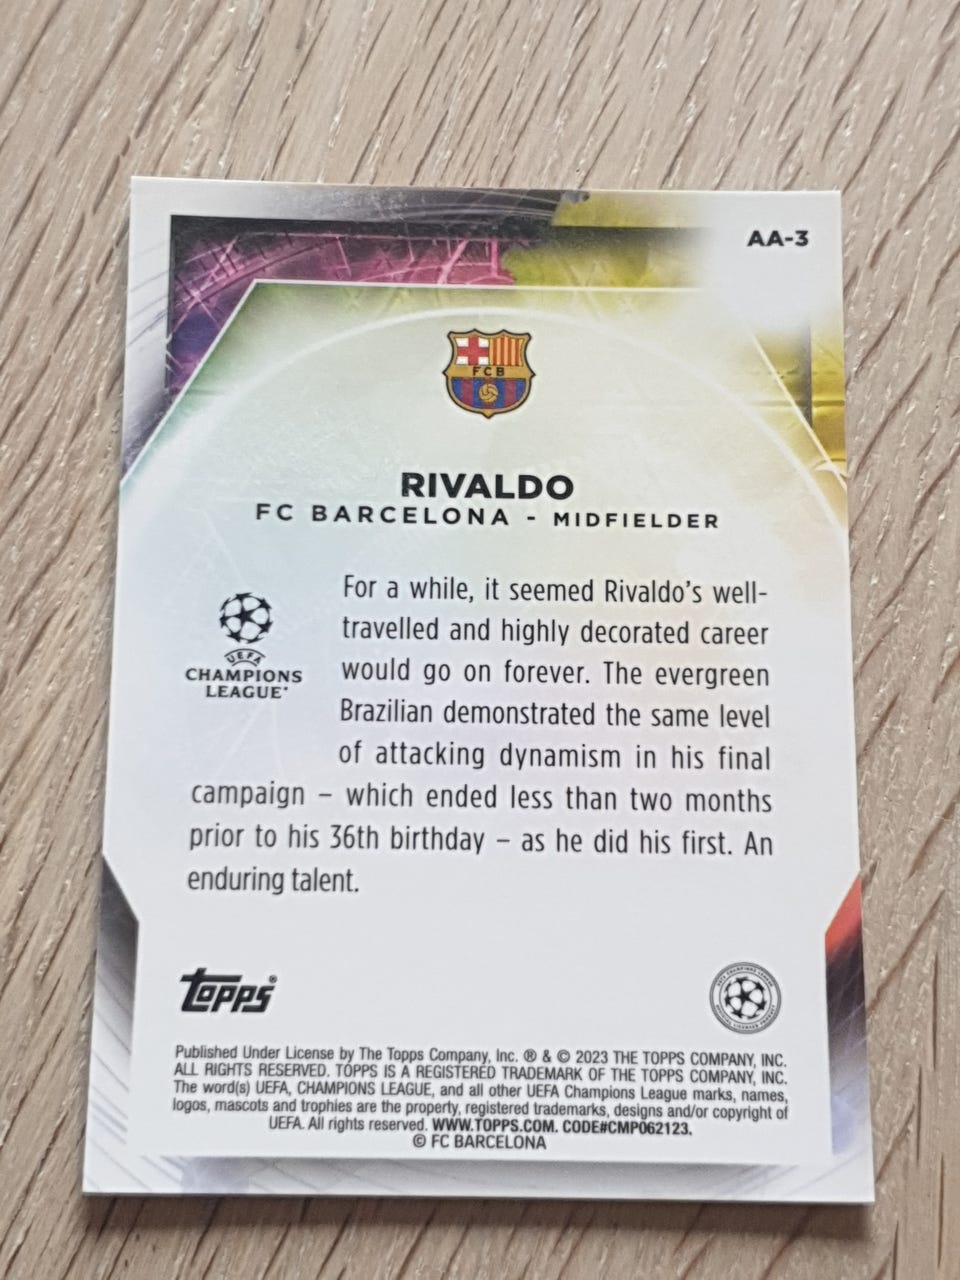 AA-3
FCB
RIVALDO
FC BARCELONA - MIDFIELDER
For a while, it seemed Rivaldo's well-
travelled and highly decorated career
would go on forever. The evergreen
Brazilian demonstrated the same level
of attacking dynamism in his final
campaign – which ended less than two months
prior to his 36th birthday – as he did his first. An
enduring talent.
UEFA
CHAMPIONS
LEAGUE®
topps®
Published Under License by The Topps Company, Inc. ® & © 2023 THE TOPPS COMPANY, INC.
ALL RIGHTS RESERVED. TOPPS IS A REGISTERED TRADEMARK OF THE TOPPS COMPANY, INC.
The word(s) UEFA, CHAMPIONS LEAGUE, and all other UEFA Champions League marks, names,
logos, mascots and trophies are the property, registered trademarks, designs and/or copyright of
UEFA. All rights reserved. WWW.TOPPS.COM. CODE#CMP062123.
© FC BARCELONA